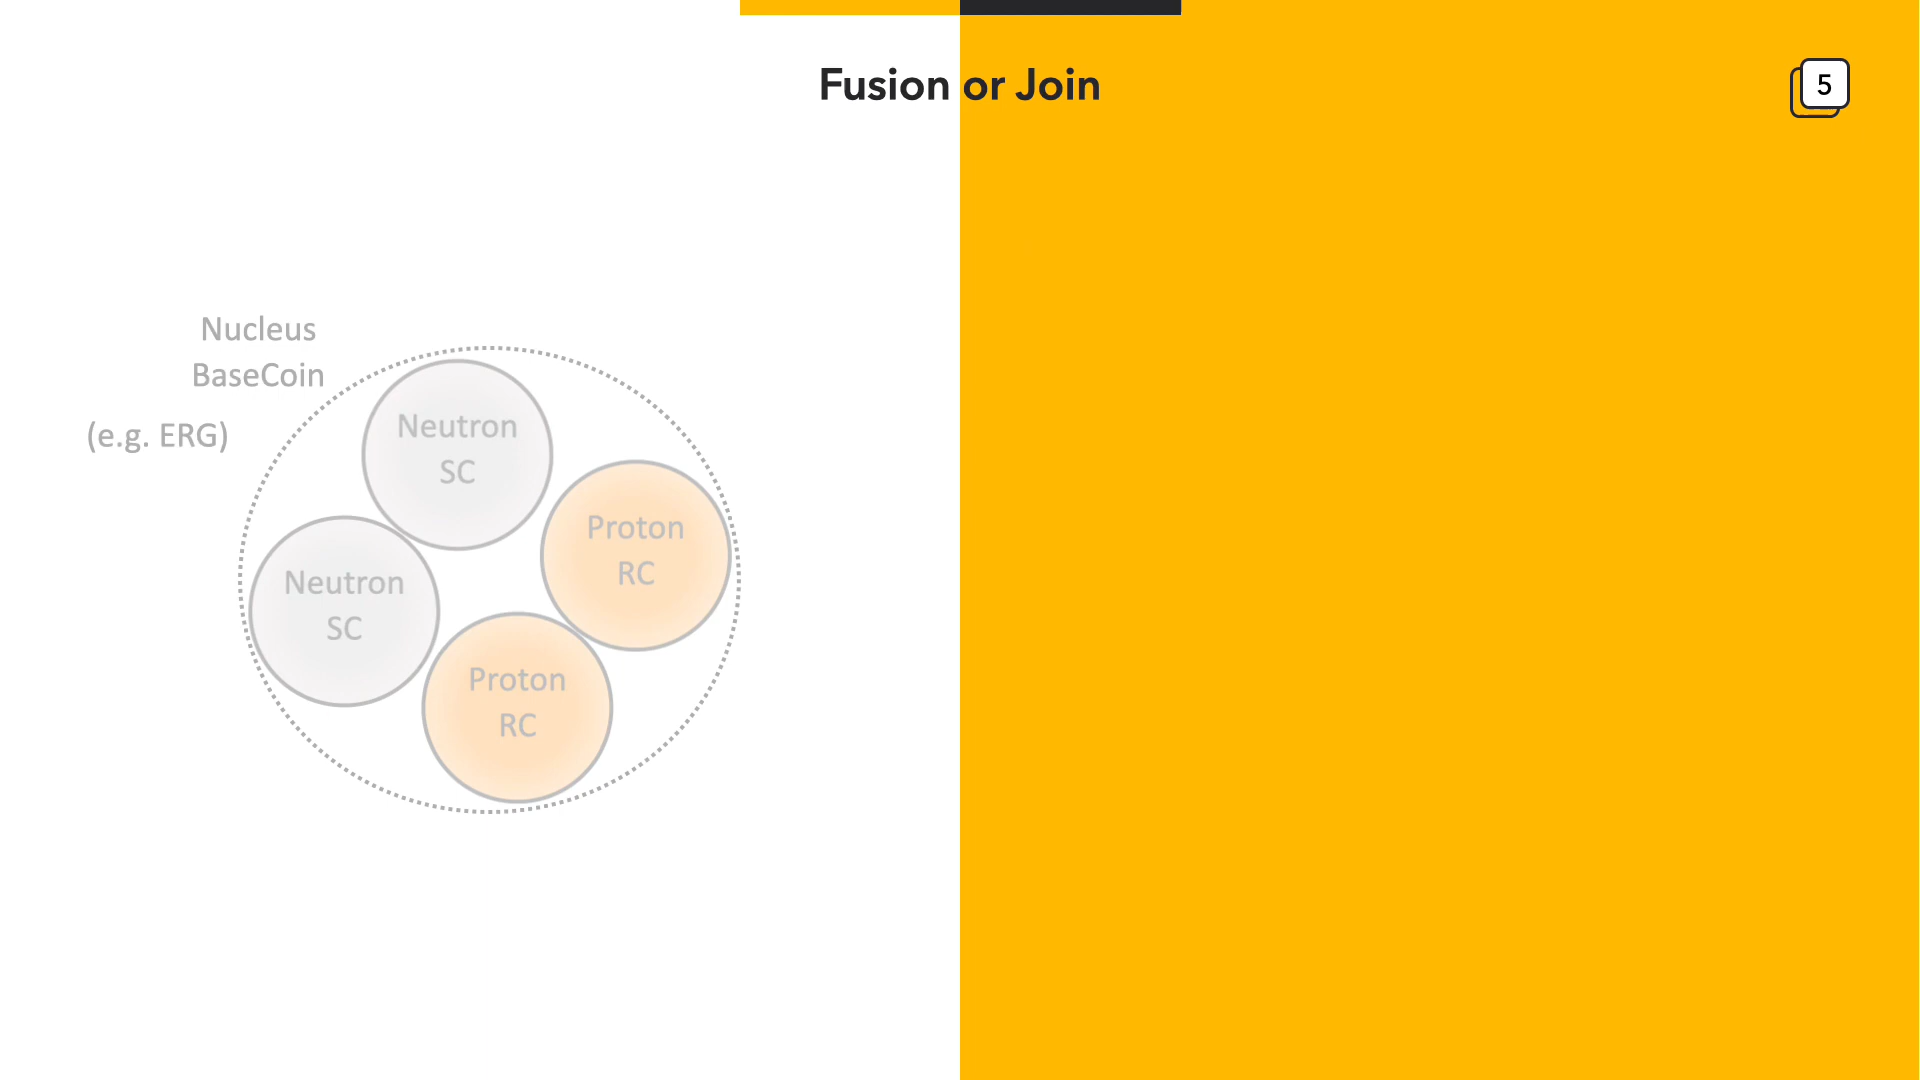 Fusion or Join
5
Nucleus
BaseCoin
(e.g. ERG)
Neutron
SC
Proton
RC
Neutron
SC
Proton
RC